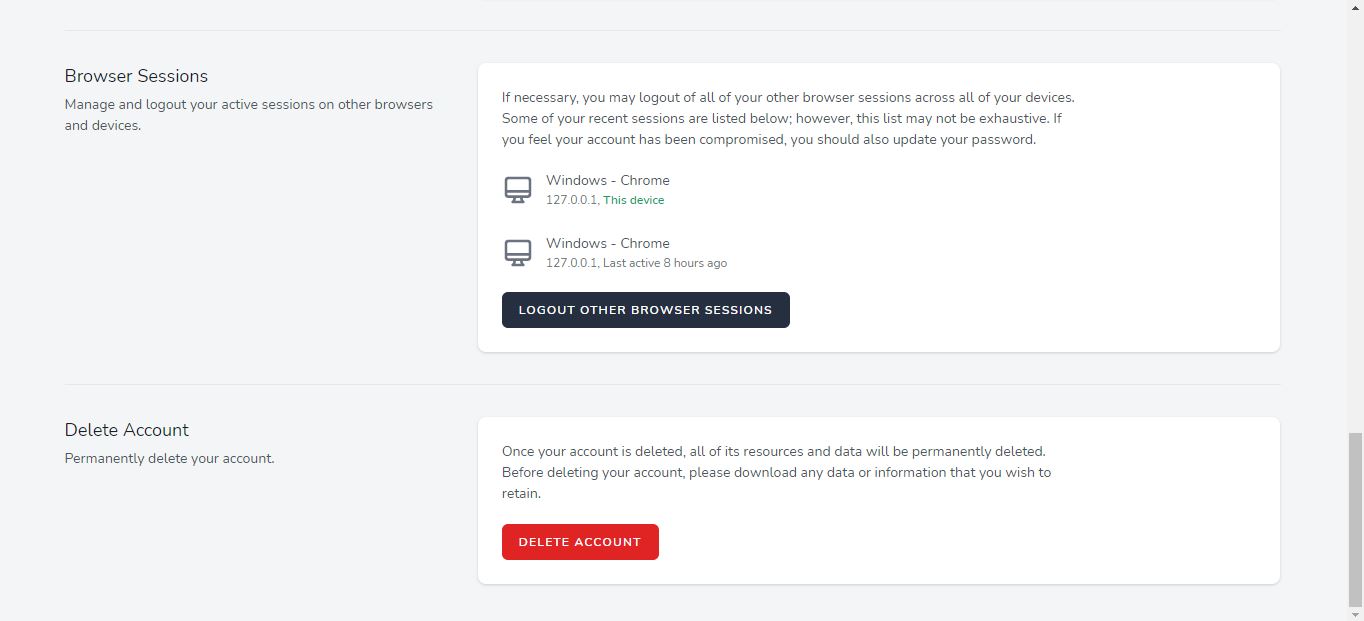 Browser Sessions
Manage and logout your active sessions on other browsers
and devices.
If necessary, you may logout of all of your other browser sessions across all of your devices.
Some of your recent sessions are listed below; however, this list may not be exhaustive. If
you feel your account has been compromised, you should also update your password.
Windows - Chrome
127.0.0.1, This device
Windows - Chrome
127.0.0.1, Last active 8 hours ago
LOGOUT OTHER BROWSER SESSIONS
Delete Account
Permanently delete your account.
Once your account is deleted, all of its resources and data will be permanently deleted.
Before deleting your account, please download any data or information that you wish to
retain.
DELETE ACCOUNT